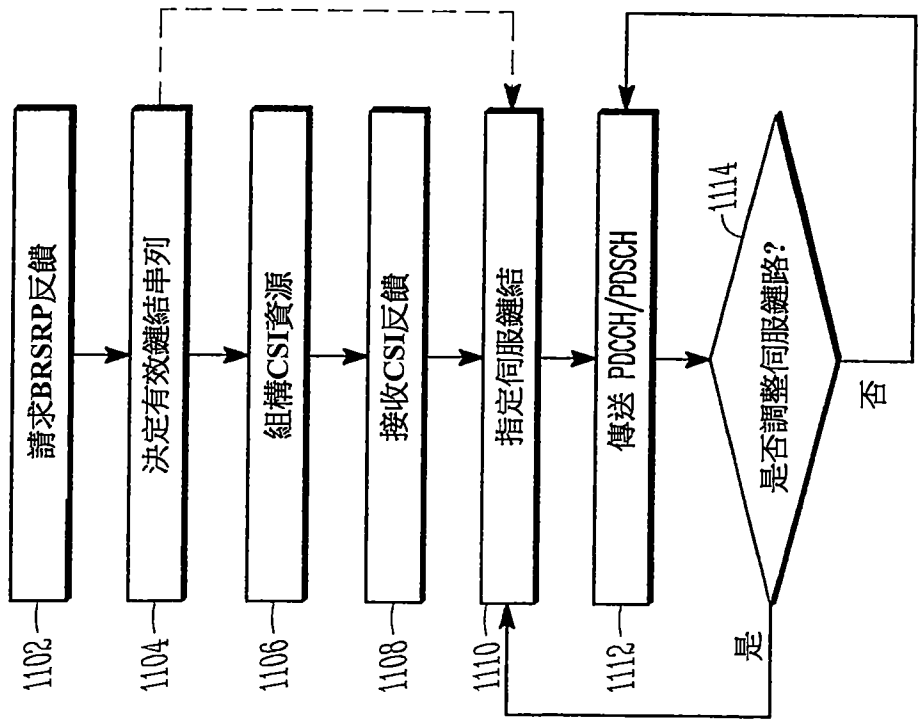 1102
請求BRSRP反饋
1104
決定有效鏈結串列
1106
組構CSI資源
1108
接收CSI反饋
1110
指定伺服鏈結
1112
傳送 PDCCH/PDSCH
1114
是否調整伺服鏈路?
是
否